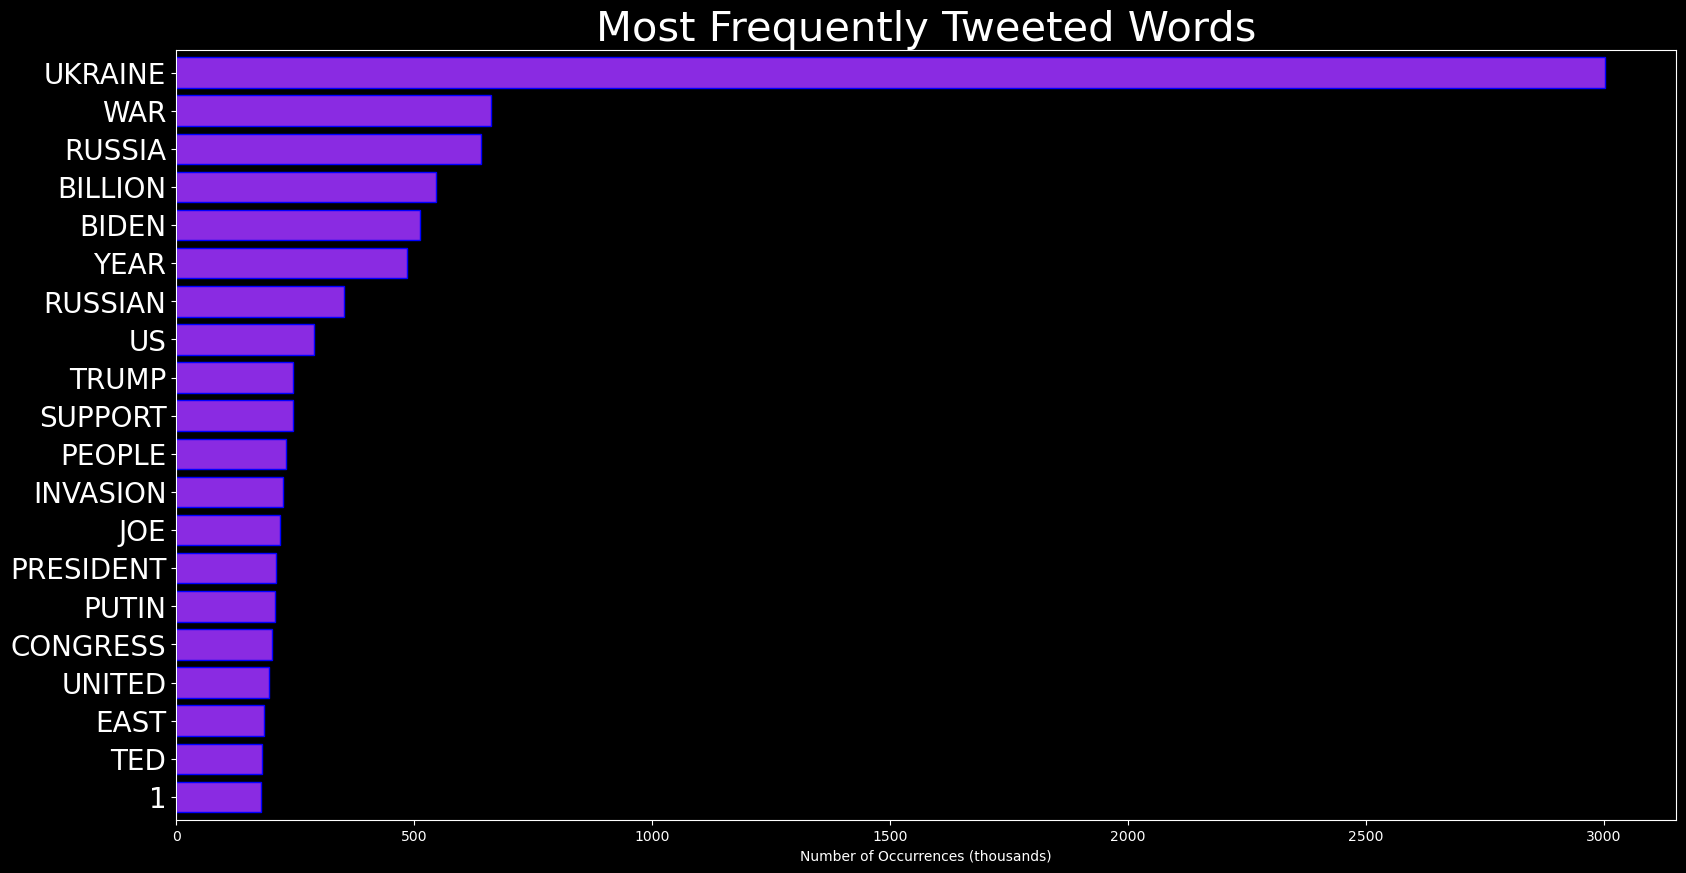 Most Frequently Tweeted Words
UKRAINE
WAR
RUSSIA
BILLION
BIDEN
YEAR
RUSSIAN
US
TRUMP
SUPPORT
PEOPLE
INVASION
JOE
PRESIDENT
PUTIN
CONGRESS
UNITED
EAST
TED
1
0 500 1000 1500 2000 2500 3000
Number of Occurrences (thousands)